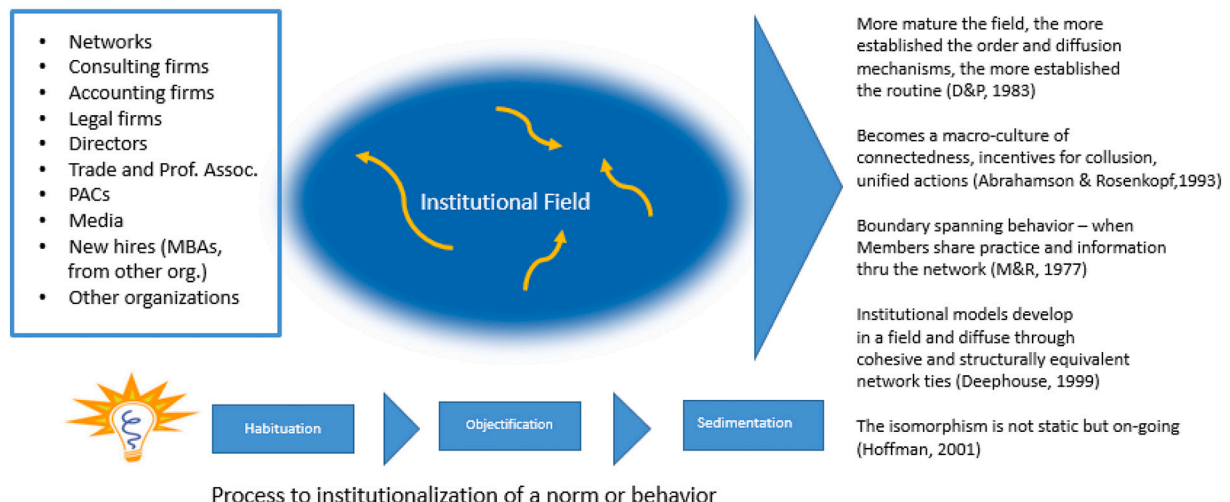 • Networks
• Consulting firms
• Accounting firms
• Legal firms
• Directors
• Trade and Prof. Assoc.
• PACs
• Media
• New hires (MBAs,
from other org.)
• Other organizations
Institutional Field
More mature the field, the more
established the order and diffusion
mechanisms, the more established
the routine (D&P, 1983)
Becomes a macro-culture of
connectedness, incentives for collusion,
unified actions (Abrahamson & Rosenkopf,1993)
Boundary spanning behavior – when
Members share practice and information
thru the network (M&R, 1977)
Institutional models develop
in a field and diffuse through
cohesive and structurally equivalent
network ties (Deephouse, 1999)
The isomorphism is not static but on-going
(Hoffman, 2001)
Habituation
Objectification
Sedimentation
Process to institutionalization of a norm or behavior